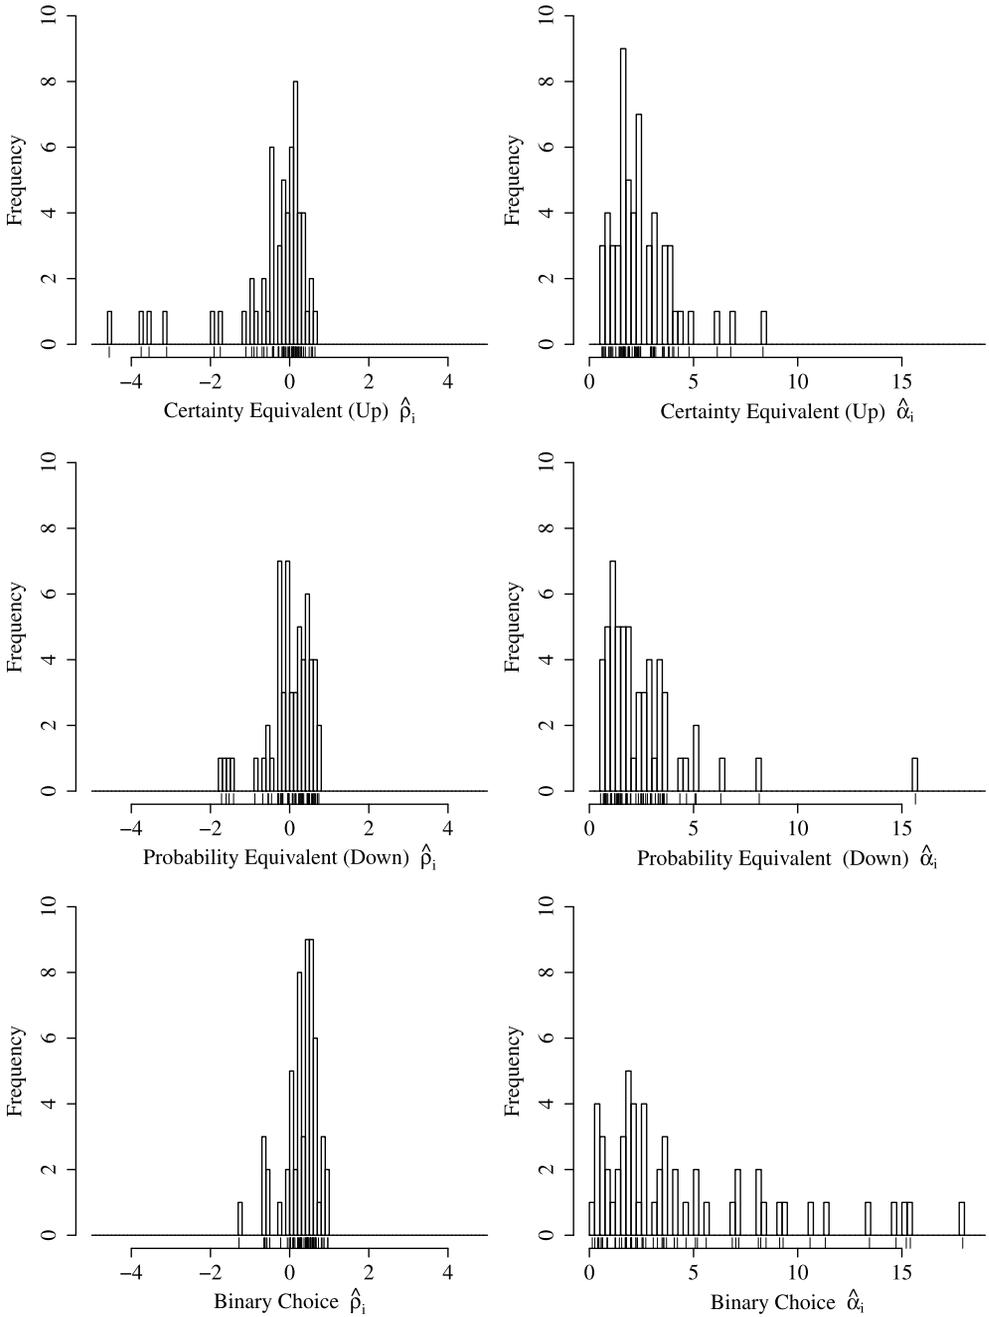 10
8
6
4
2
0
Frequency
−4 −2 0 2 4
Certainty Equivalent (Up) ρ̂i
10
8
6
4
2
0
Frequency
0 5 10 15
Certainty Equivalent (Up) α̂i
10
8
6
4
2
0
Frequency
−4 −2 0 2 4
Probability Equivalent (Down) ρ̂i
10
8
6
4
2
0
Frequency
0 5 10 15
Probability Equivalent (Down) α̂i
10
8
6
4
2
0
Frequency
−4 −2 0 2 4
Binary Choice ρ̂i
10
8
6
4
2
0
Frequency
0 5 10 15
Binary Choice α̂i